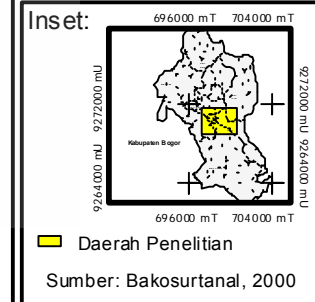 Inset:
696000 mT 704000 mT
9272000 mU 9272000 mU
Kabupaten Bogor
9264000 mU 9264000 mU
696000 mT 704000 mT
Daerah Penelitian
Sumber: Bakosurtanal, 2000